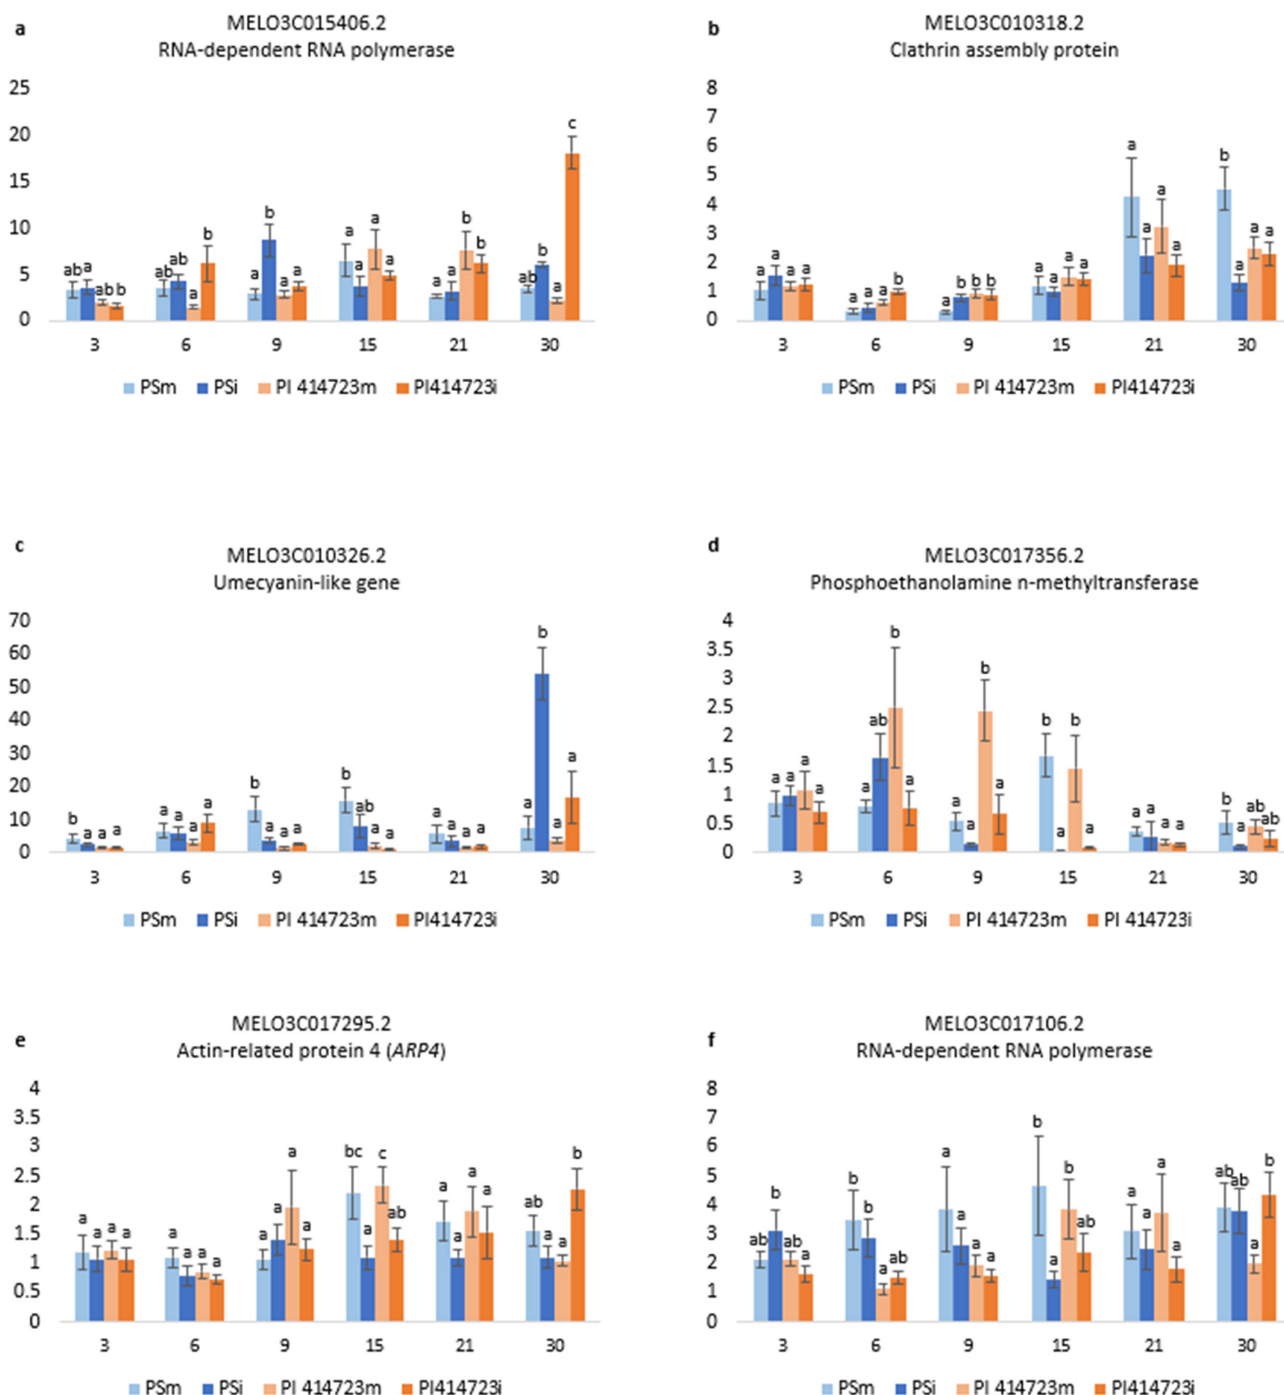 a
MELO3C015406.2
RNA-dependent RNA polymerase
25
20
15
10
5
0
ab a ab b
ab ab a b
a b a a
a a a a
a a b b
ab b a c
3 6 9 15 21 30
PSm PSi PI 414723m PI414723i
b
MELO3C010318.2
Clathrin assembly protein
8
7
6
5
4
3
2
1
0
a a a a
a a a b
a b b b
a a a a
a a a a
b a a a
3 6 9 15 21 30
PSm PSi PI 414723m PI414723i
c
MELO3C010326.2
Umecyanin-like gene
70
60
50
40
30
20
10
0
b a a a
a a a a
b a a a
b ab a a
a a a a
a b a a
3 6 9 15 21 30
PSm PSi PI 414723m PI414723i
d
MELO3C017356.2
Phosphoethanolamine n-methyltransferase
4
3.5
3
2.5
2
1.5
1
0.5
0
a a a a
a ab b a
a a b a
b a b a
a a a a
b a ab ab
3 6 9 15 21 30
PSm PSi PI 414723m PI 414723i
e
MELO3C017295.2
Actin-related protein 4 (ARP4)
4
3.5
3
2.5
2
1.5
1
0.5
0
a a a a
a a a a
a a a a
bc a c ab
a a a a
ab a a b
3 6 9 15 21 30
PSm PSi PI 414723m PI414723i
f
MELO3C017106.2
RNA-dependent RNA polymerase
8
7
6
5
4
3
2
1
0
ab b ab a
b b a ab
a a a a
b a b ab
a a a a
ab ab a b
3 6 9 15 21 30
PSm PSi PI 414723m PI414723i